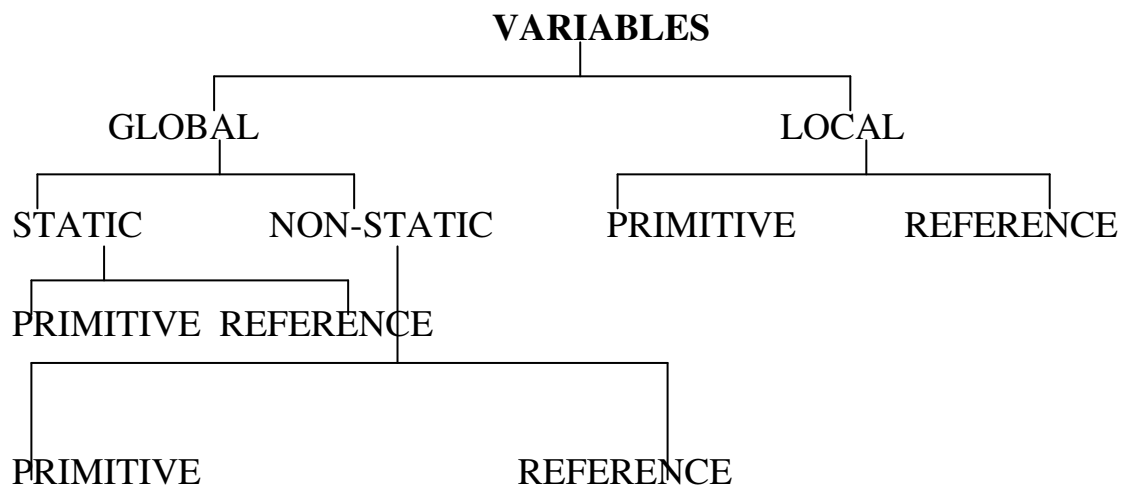 VARIABLES
GLOBAL LOCAL
STATIC NON-STATIC PRIMITIVE REFERENCE
PRIMITIVE REFERENCE
PRIMITIVE REFERENCE